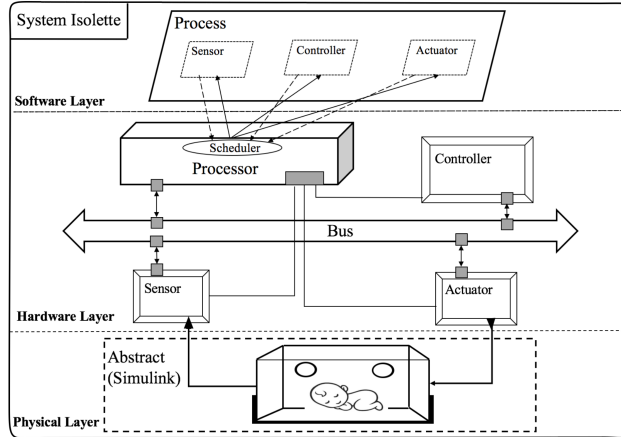 System Isolette
Process
Sensor
Controller
Actuator
Software Layer
Scheduler
Processor
Controller
Bus
Sensor
Actuator
Hardware Layer
Abstract
(Simulink)
Physical Layer